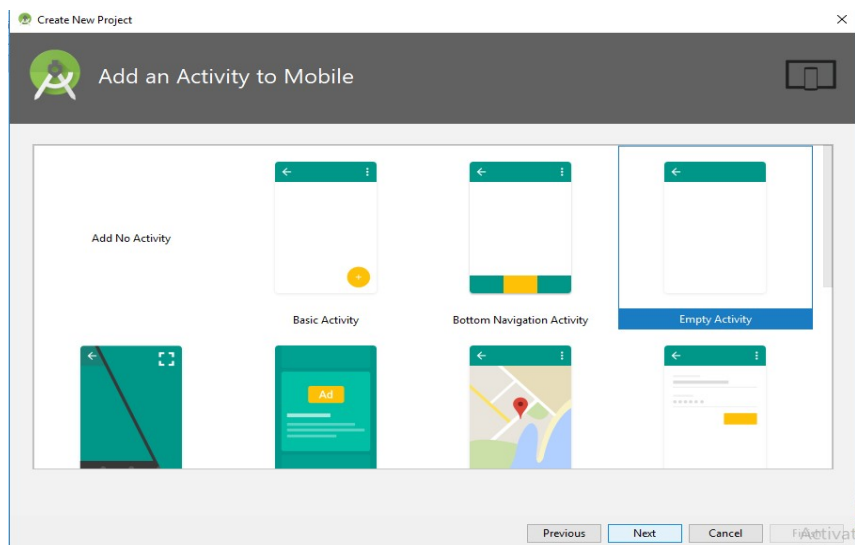 Create New Project
Add an Activity to Mobile
Add No Activity
Basic Activity
Bottom Navigation Activity
Empty Activity
Ad
Previous
Next
Cancel